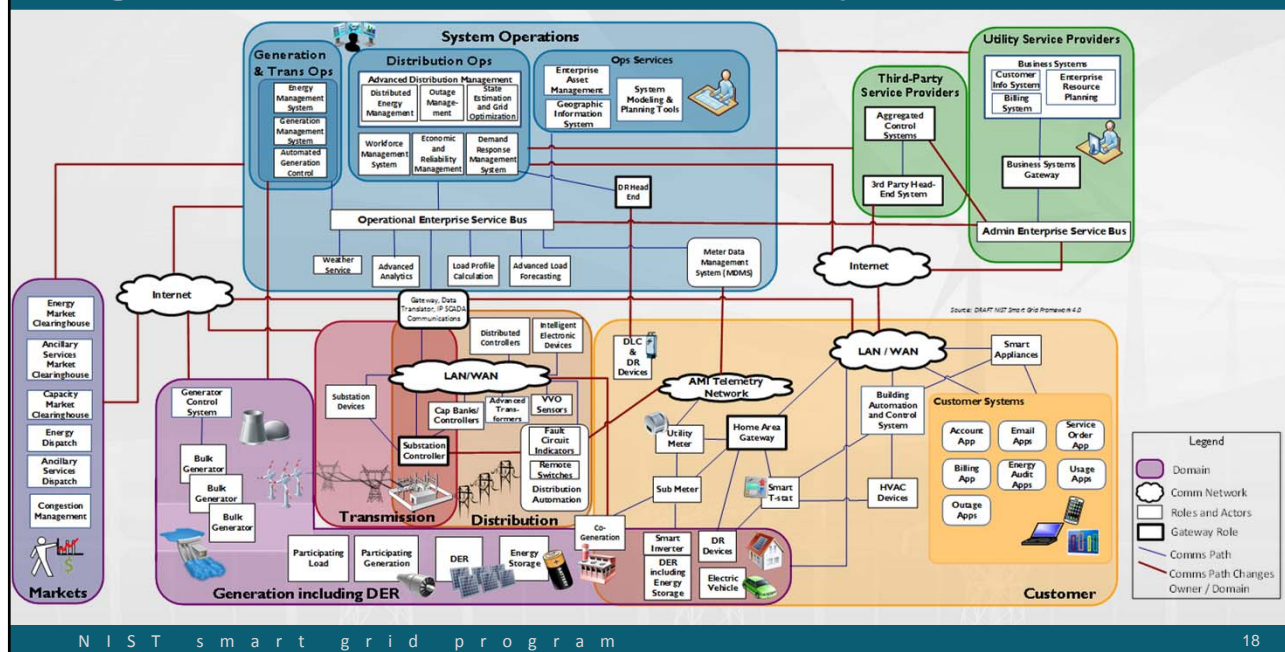 System Operations
Generation
& Trans Ops
Energy
Management
System
Generation
Management
System
Automated
Generation
Control
Distribution Ops
Advanced Distribution Management
Distributed
Energy
Management
Outage
Manage-
ment
State
Estimation
and Grid
Optimization
Workforce
Management
System
Economic
and
Reliability
Management
Demand
Response
Management
System
Ops Services
Enterprise
Asset
Management
Geographic
Information
System
System
Modeling &
Planning Tools
DR Head
End
Operational Enterprise Service Bus
Weather
Service
Advanced
Analytics
Load Profile
Calculation
Advanced Load
Forecasting
Meter Data
Management
System (MDMS)
Third-Party
Service Providers
Aggregated
Control
Systems
3rd Party Head-
End System
Utility Service Providers
Business Systems
Customer
Info System
Billing
System
Enterprise
Resource
Planning
Business Systems
Gateway
Admin Enterprise Service Bus
Internet
Internet
Source: DRAFT NIST Smart Grid Framework 4.0
Energy
Market
Clearinghouse
Ancillary
Services
Market
Clearinghouse
Capacity
Market
Clearinghouse
Energy
Dispatch
Ancillary
Services
Dispatch
Congestion
Management
$
Markets
Gateway, Data
Translator, IP SCADA
Communications
Distributed
Controllers
Intelligent
Electronic
Devices
LAN/WAN
Substation
Devices
Cap Banks/
Controllers
Advanced
Trans-
formers
VVO
Sensors
Substation
Controller
Fault
Circuit
Indicators
Remote
Switches
Distribution
Automation
Transmission
Distribution
Generator
Control
System
Bulk
Generator
Bulk
Generator
Bulk
Generator
Participating
Load
Participating
Generation
DER
Energy
Storage
Co-
Generation
Generation including DER
DLC
&
DR
Devices
AMI Telemetry
Network
LAN / WAN
Smart
Appliances
Utility
Meter
Home Area
Gateway
Building
Automation
and Control
System
Sub Meter
Smart
T-stat
HVAC
Devices
Smart
Inverter
DER
including
Energy
Storage
DR
Devices
Electric
Vehicle
Customer Systems
Account
App
Email
Apps
Service
Order
App
Billing
App
Energy
Audit
Apps
Usage
Apps
Outage
Apps
Customer
Legend
Domain
Comm Network
Roles and Actors
Gateway Role
Comms Path
Comms Path Changes
Owner / Domain
NIST smart grid program
18